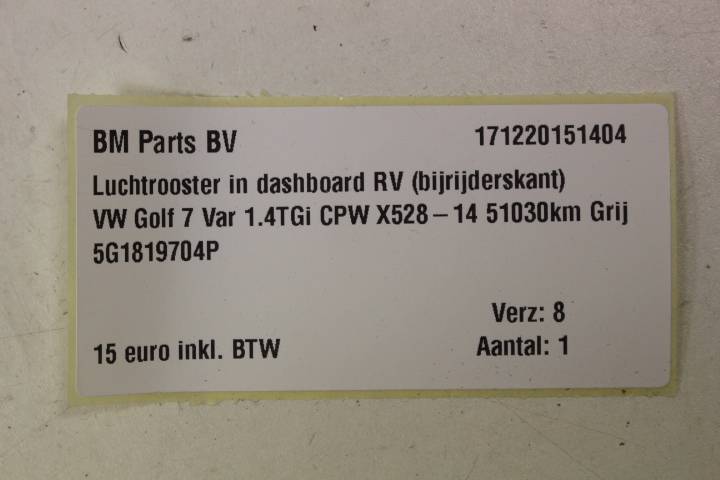 BM Parts BV 171220151404
Luchtrooster in dashboard RV (bijrijderskant)
VW Golf 7 Var 1.4TGi CPW X528 – 14 51030km Grij
5G1819704P
Verz: 8
15 euro inkl. BTW Aantal: 1